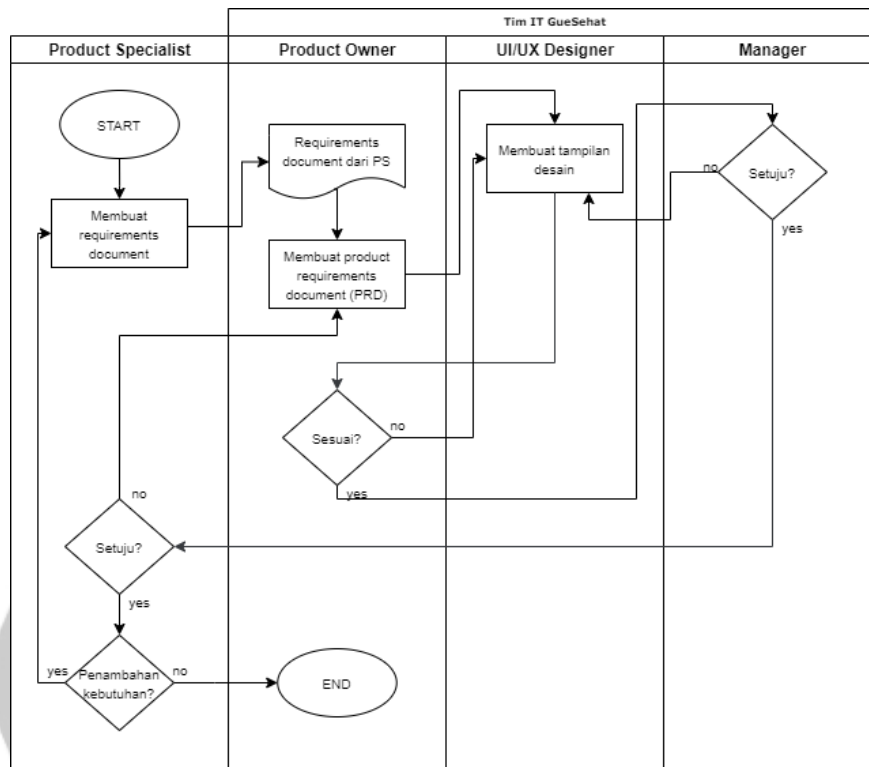 Tim IT GueSehat
Product Specialist
Product Owner
UI/UX Designer
Manager
START
Requirements
document dari PS
Membuat tampilan
desain
no
Setuju?
yes
Membuat
requirements
document
Membuat product
requirements
document (PRD)
Sesuai?
no
yes
no
Setuju?
yes
yes
Penambahan
kebutuhan?
no
END